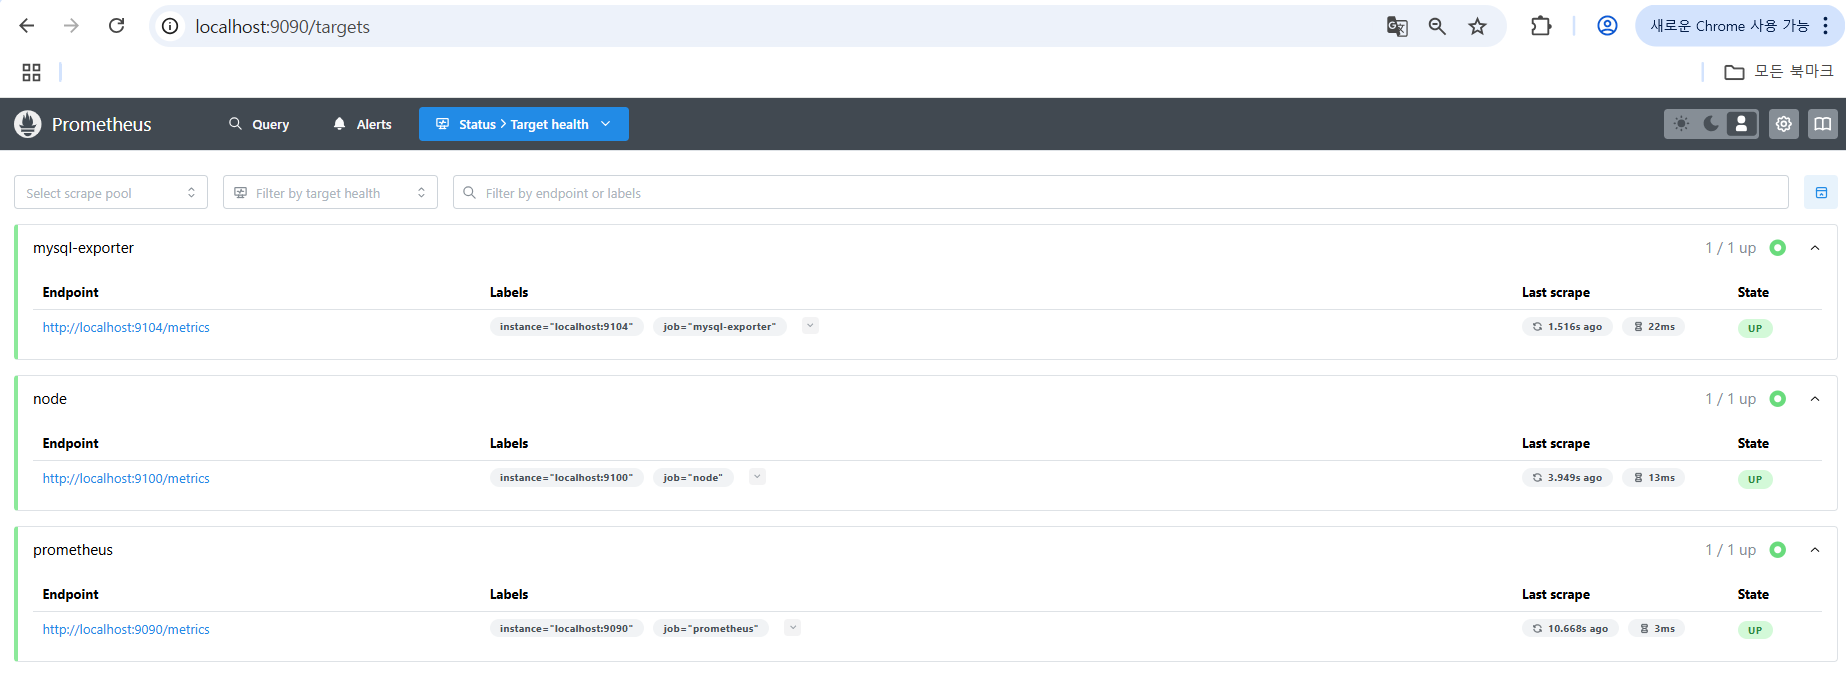 localhost:9090/targets
새로운 Chrome 사용 가능
모든 북마크
Prometheus Query Alerts Status > Target health
Select scrape pool Filter by target health Filter by endpoint or labels
mysql-exporter 1 / 1 up
Endpoint Labels Last scrape State
http://localhost:9104/metrics instance="localhost:9104" job="mysql-exporter" 1.516s ago 22ms UP
node 1 / 1 up
Endpoint Labels Last scrape State
http://localhost:9100/metrics instance="localhost:9100" job="node" 3.949s ago 13ms UP
prometheus 1 / 1 up
Endpoint Labels Last scrape State
http://localhost:9090/metrics instance="localhost:9090" job="prometheus" 10.668s ago 3ms UP